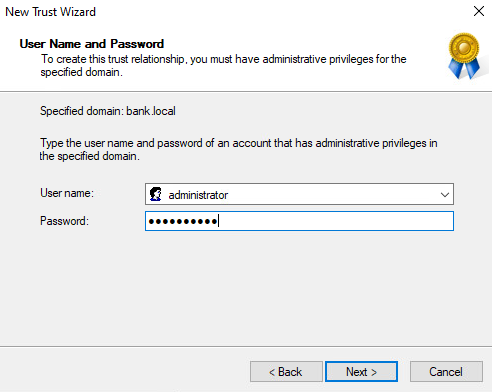 New Trust Wizard
User Name and Password
To create this trust relationship, you must have administrative privileges for the
specified domain.
Specified domain: bank.local
Type the user name and password of an account that has administrative privileges in
the specified domain.
User name:
administrator
Password:
●●●●●●●●●●
< Back
Next >
Cancel